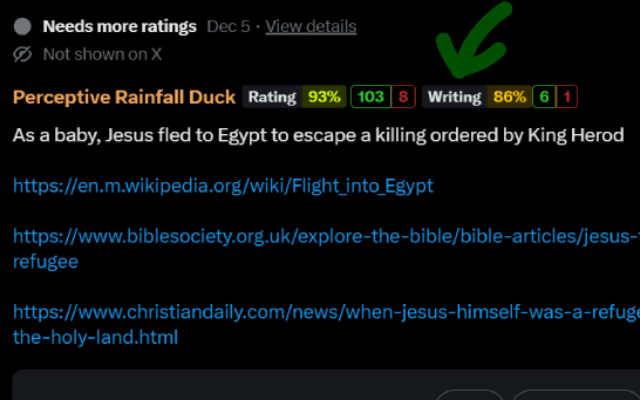 Needs more ratings Dec 5 · View details
Not shown on X
Perceptive Rainfall Duck Rating 93% 103 8 Writing 86% 6 1
As a baby, Jesus fled to Egypt to escape a killing ordered by King Herod
https://en.m.wikipedia.org/wiki/Flight_into_Egypt
https://www.biblesociety.org.uk/explore-the-bible/bible-articles/jesus-
refugee
https://www.christiandaily.com/news/when-jesus-himself-was-a-refuge
the-holy-land.html